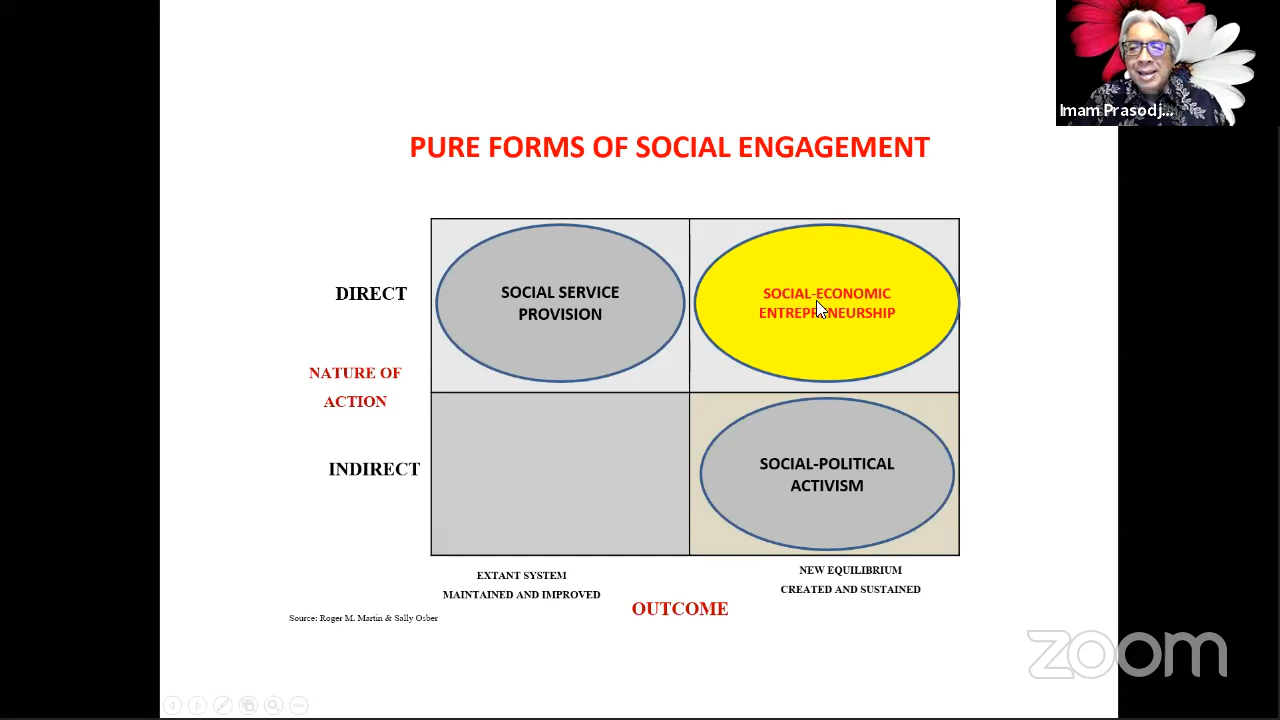 Imam Prasodj...
PURE FORMS OF SOCIAL ENGAGEMENT
DIRECT
SOCIAL SERVICE
PROVISION
SOCIAL-ECONOMIC
ENTREPRENEURSHIP
NATURE OF
ACTION
INDIRECT
SOCIAL-POLITICAL
ACTIVISM
EXTANT SYSTEM
MAINTAINED AND IMPROVED
NEW EQUILIBRIUM
CREATED AND SUSTAINED
OUTCOME
Source: Roger M. Martin & Sally Osber
zoom